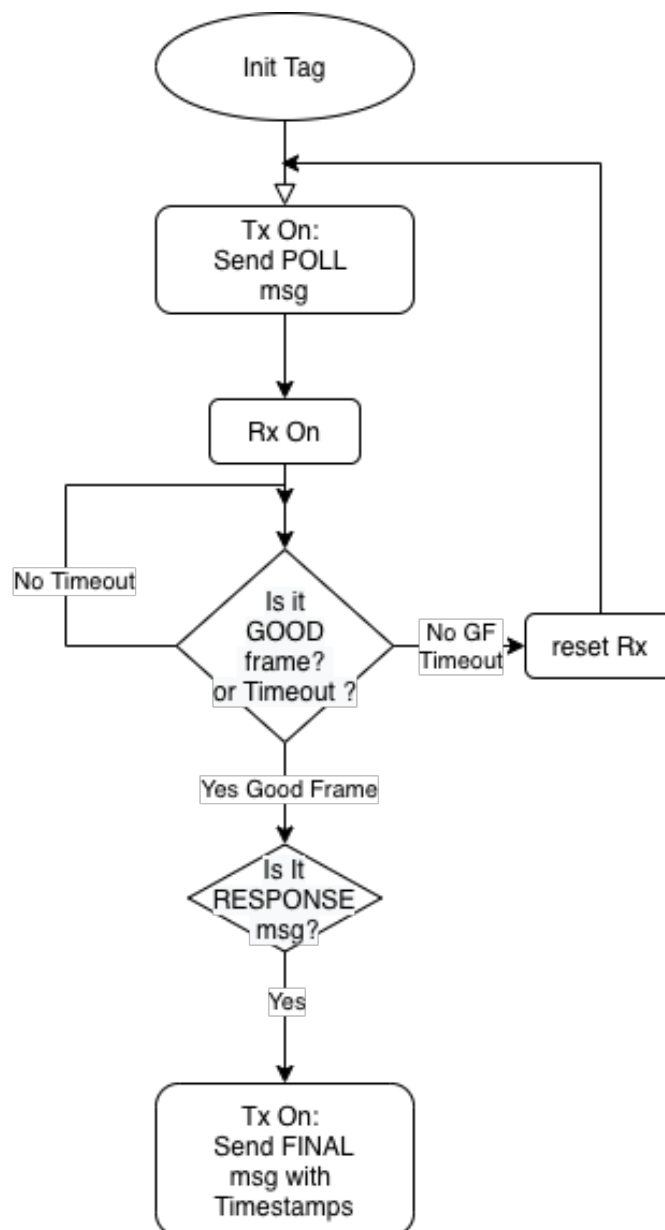 Init Tag
Tx On:
Send POLL
msg
Rx On
No Timeout
Is it
GOOD
frame?
or Timeout ?
No GF
Timeout
reset Rx
Yes Good Frame
Is It
RESPONSE
msg?
Yes
Tx On:
Send FINAL
msg with
Timestamps